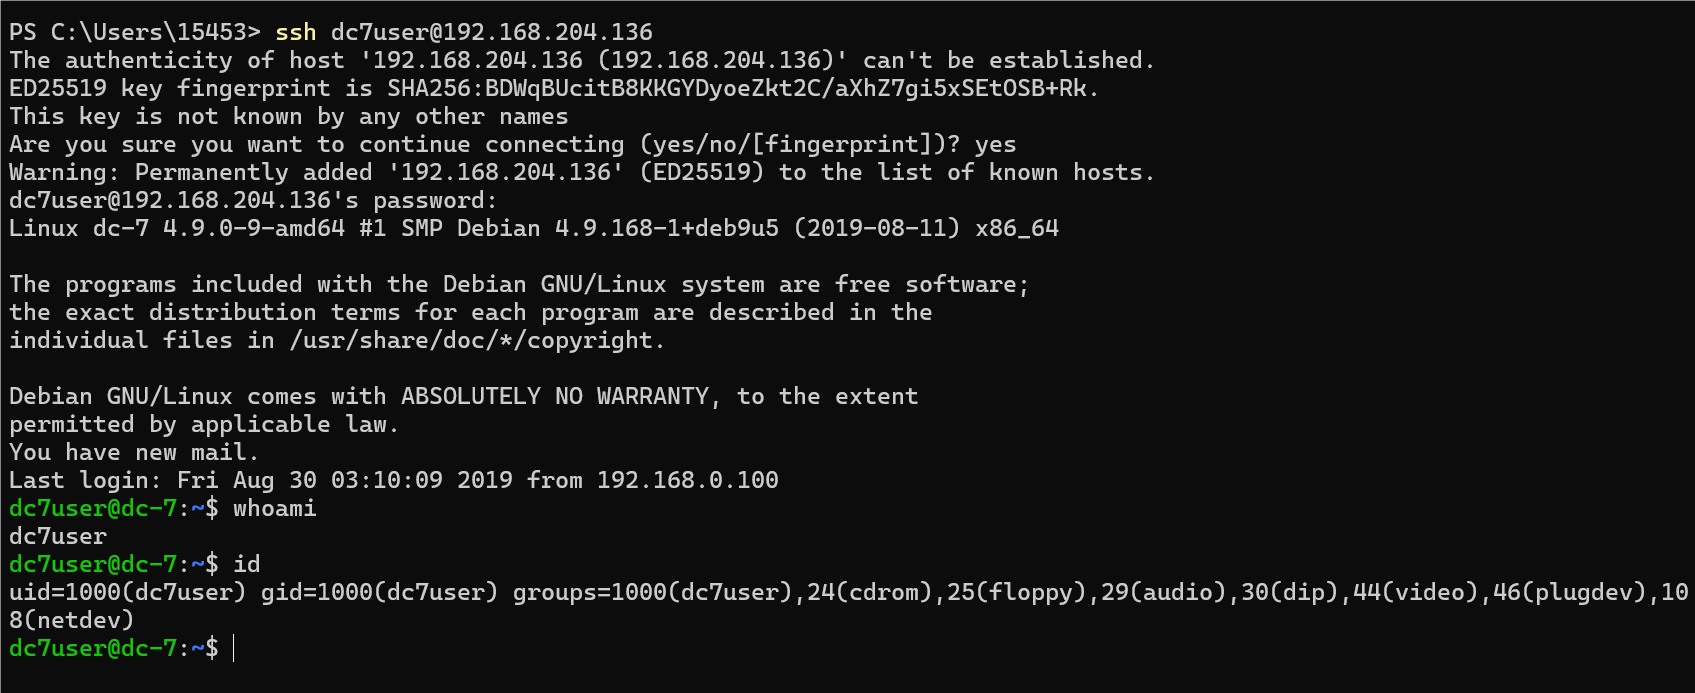 PS C:\Users\15453> ssh dc7user@192.168.204.136
The authenticity of host '192.168.204.136 (192.168.204.136)' can't be established.
ED25519 key fingerprint is SHA256:BDWqBUcitB8KKGYDyoeZkt2C/aXhZ7gi5xSEtOSB+Rk.
This key is not known by any other names
Are you sure you want to continue connecting (yes/no/[fingerprint])? yes
Warning: Permanently added '192.168.204.136' (ED25519) to the list of known hosts.
dc7user@192.168.204.136's password:
Linux dc-7 4.9.0-9-amd64 #1 SMP Debian 4.9.168-1+deb9u5 (2019-08-11) x86_64

The programs included with the Debian GNU/Linux system are free software;
the exact distribution terms for each program are described in the
individual files in /usr/share/doc/*/copyright.

Debian GNU/Linux comes with ABSOLUTELY NO WARRANTY, to the extent
permitted by applicable law.
You have new mail.
Last login: Fri Aug 30 03:10:09 2019 from 192.168.0.100
dc7user@dc-7:~$ whoami
dc7user
dc7user@dc-7:~$ id
uid=1000(dc7user) gid=1000(dc7user) groups=1000(dc7user),24(cdrom),25(floppy),29(audio),30(dip),44(video),46(plugdev),10
8(netdev)
dc7user@dc-7:~$